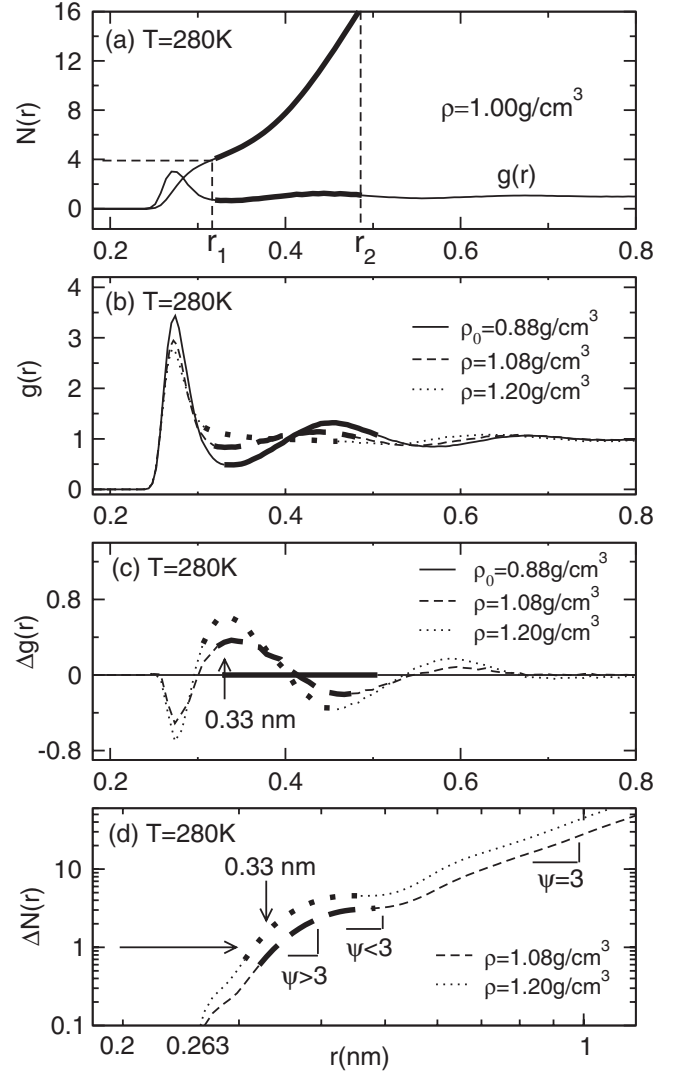 (a) T=280K
N(r)
16
12
8
4
0
ρ=1.00g/cm³
g(r)
0.2 r₁ 0.4 r₂ 0.6 0.8
(b) T=280K
g(r)
4
3
2
1
0
ρ₀=0.88g/cm³
ρ=1.08g/cm³
ρ=1.20g/cm³
0.2 0.4 0.6 0.8
(c) T=280K
Δg(r)
0.8
0
-0.8
ρ₀=0.88g/cm³
ρ=1.08g/cm³
ρ=1.20g/cm³
0.33 nm
0.2 0.4 0.6 0.8
(d) T=280K
ΔN(r)
10
1
0.1
0.33 nm
ψ=3
ψ>3
ψ<3
ρ=1.08g/cm³
ρ=1.20g/cm³
0.2 0.263 1
r(nm)